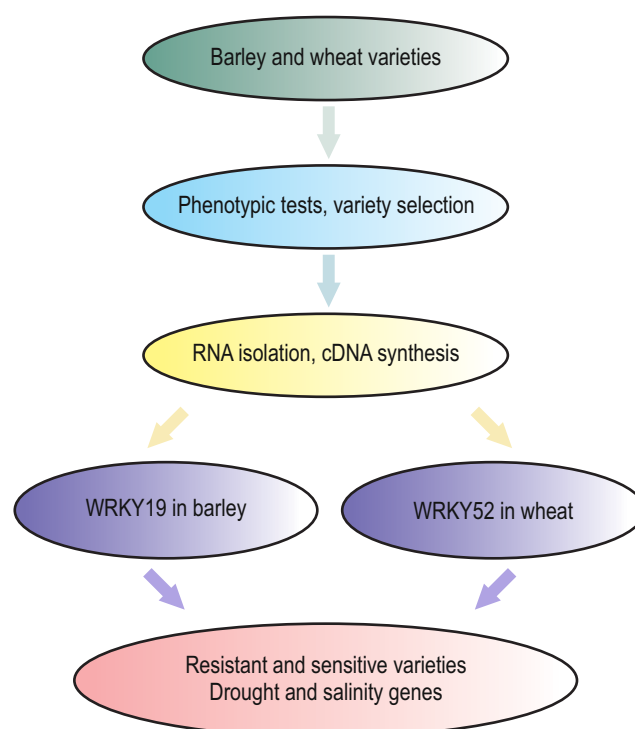 Barley and wheat varieties
Phenotypic tests, variety selection
RNA isolation, cDNA synthesis
WRKY19 in barley
WRKY52 in wheat
Resistant and sensitive varieties
Drought and salinity genes